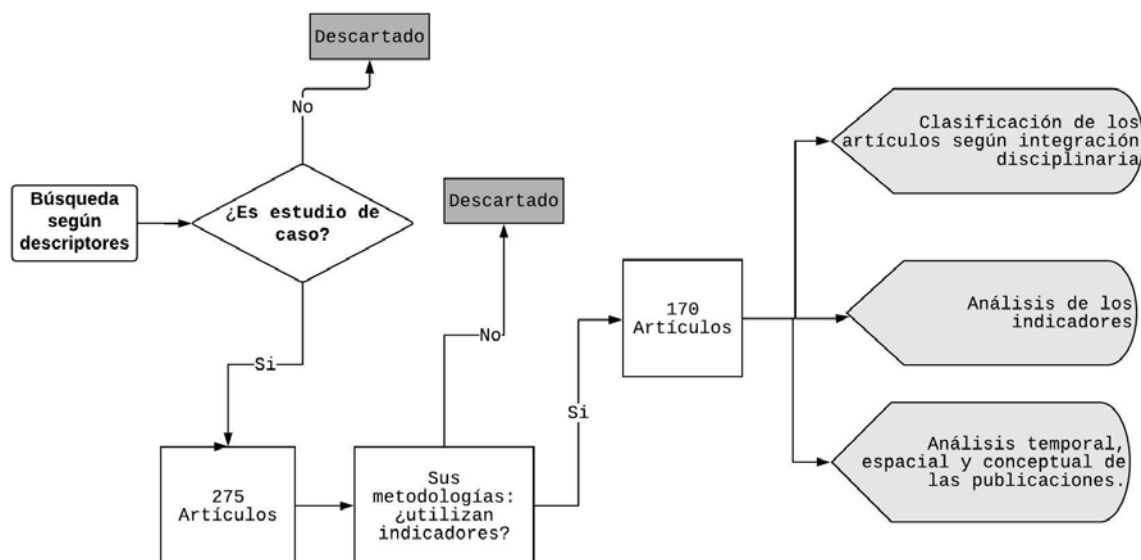 Descartado
No
Búsqueda
según
descriptores
¿Es estudio de
caso?
Si
275
Artículos
Sus
metodologías:
¿utilizan
indicadores?
No
Descartado
Si
170
Artículos
Clasificación de los
artículos según integración
disciplinaria
Análisis de los
indicadores
Análisis temporal,
espacial y conceptual de
las publicaciones.